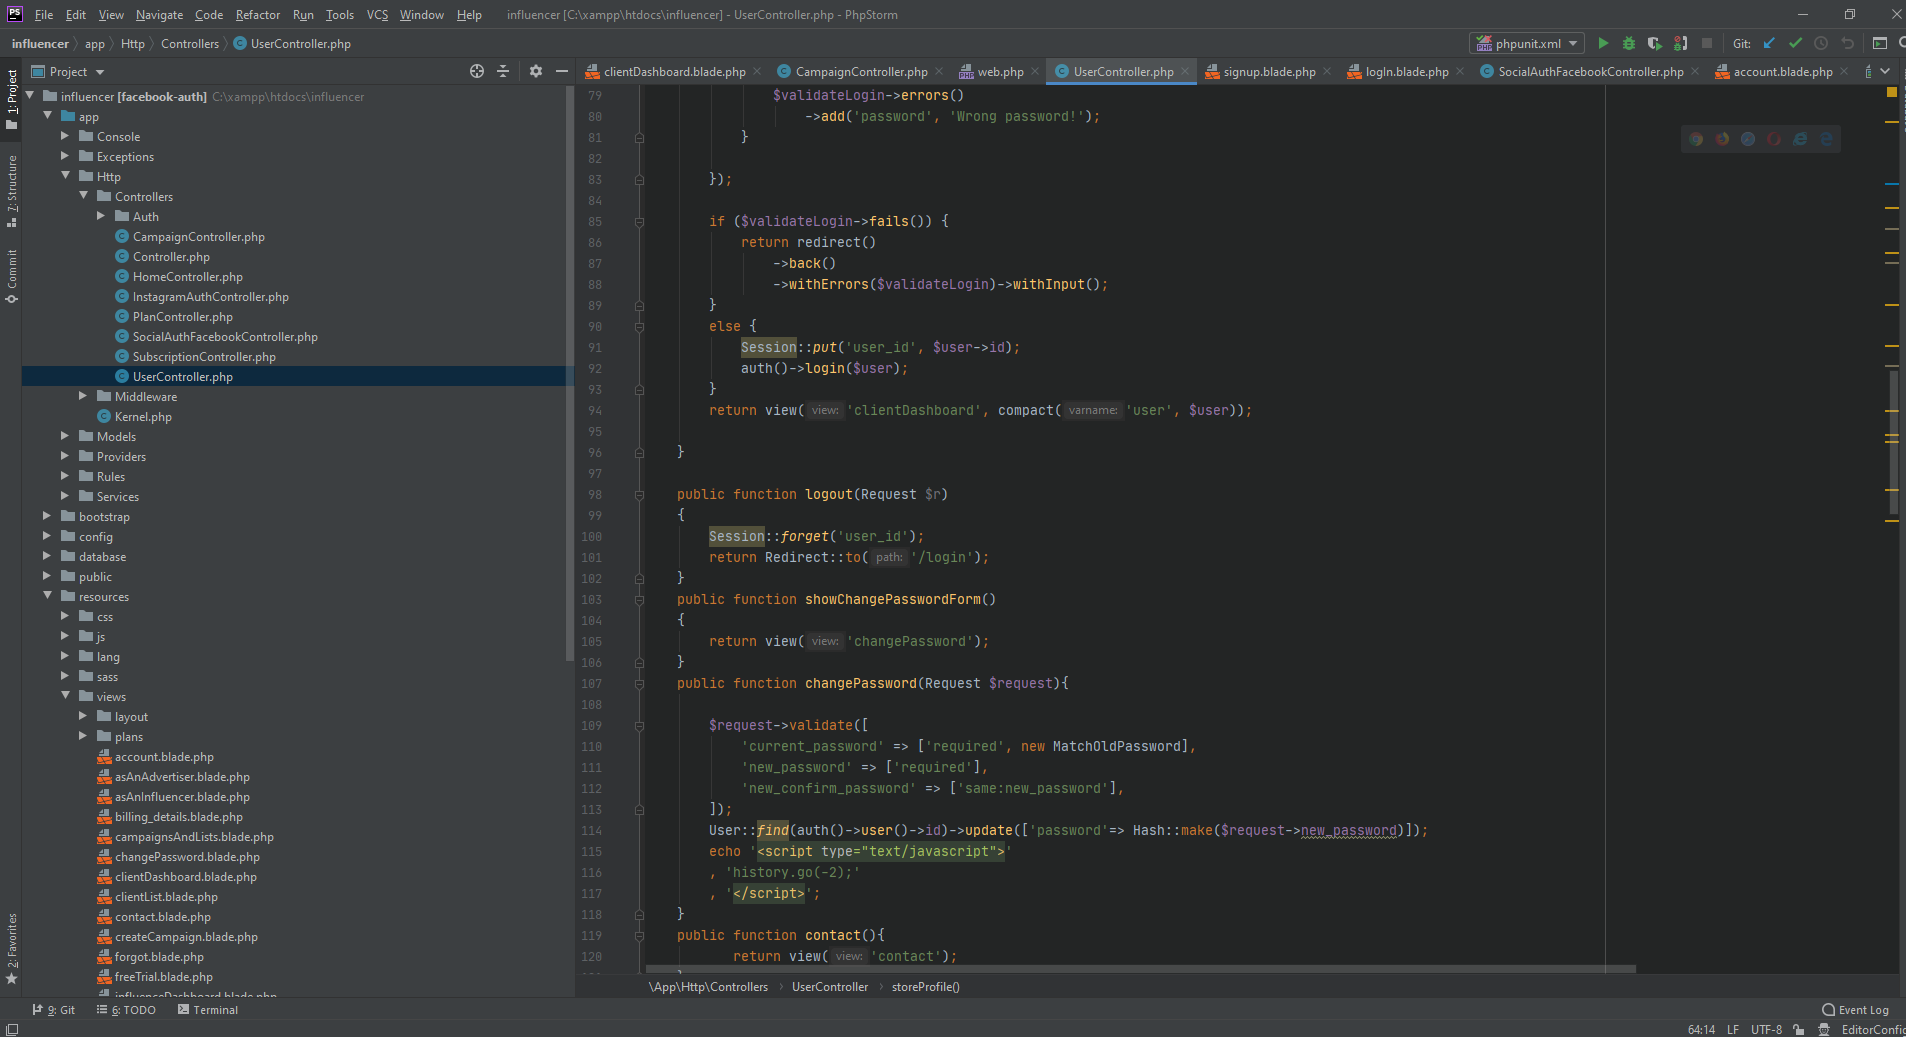 PS File Edit View Navigate Code Refactor Run Tools VCS Window Help influencer [C:\xampp\htdocs\influencer] - UserController.php - PhpStorm
influencer app Http Controllers UserController.php phpunit.xml Git:
1: Project
7: Structure
Commit
2: Favorites
Project
influencer [facebook-auth] C:\xampp\htdocs\influencer
app
Console
Exceptions
Http
Controllers
Auth
CampaignController.php
Controller.php
HomeController.php
InstagramAuthController.php
PlanController.php
SocialAuthFacebookController.php
SubscriptionController.php
UserController.php
Middleware
Kernel.php
Models
Providers
Rules
Services
bootstrap
config
database
public
resources
css
js
lang
sass
views
layout
plans
account.blade.php
asAnAdvertiser.blade.php
asAnInfluencer.blade.php
billing_details.blade.php
campaignsAndLists.blade.php
changePassword.blade.php
clientDashboard.blade.php
clientList.blade.php
contact.blade.php
createCampaign.blade.php
forgot.blade.php
freeTrial.blade.php
influenceDashboard.blade.php
clientDashboard.blade.php CampaignController.php web.php UserController.php signup.blade.php logIn.blade.php SocialAuthFacebookController.php account.blade.php
79 $validateLogin->errors()
80 ->add('password', 'Wrong password!');
81 }
82
83 });
84
85 if ($validateLogin->fails()) {
86 return redirect()
87 ->back()
88 ->withErrors($validateLogin)->withInput();
89 }
90 else {
91 Session::put('user_id', $user->id);
92 auth()->login($user);
93 }
94 return view( view: 'clientDashboard', compact( varname: 'user', $user));
95
96 }
97
98 public function logout(Request $r)
99 {
100 Session::forget('user_id');
101 return Redirect::to( path: '/login');
102 }
103 public function showChangePasswordForm()
104 {
105 return view( view: 'changePassword');
106 }
107 public function changePassword(Request $request){
108
109 $request->validate([
110 'current_password' => ['required', new MatchOldPassword],
111 'new_password' => ['required'],
112 'new_confirm_password' => ['same:new_password'],
113 ]);
114 User::find(auth()->user()->id)->update(['password'=> Hash::make($request->new_password)]);
115 echo '<script type="text/javascript">'
116 , 'history.go(-2);'
117 , '</script>';
118 }
119 public function contact(){
120 return view( view: 'contact');
\App\Http\Controllers UserController storeProfile()
9: Git 6: TODO Terminal Event Log
64:14 LF UTF-8